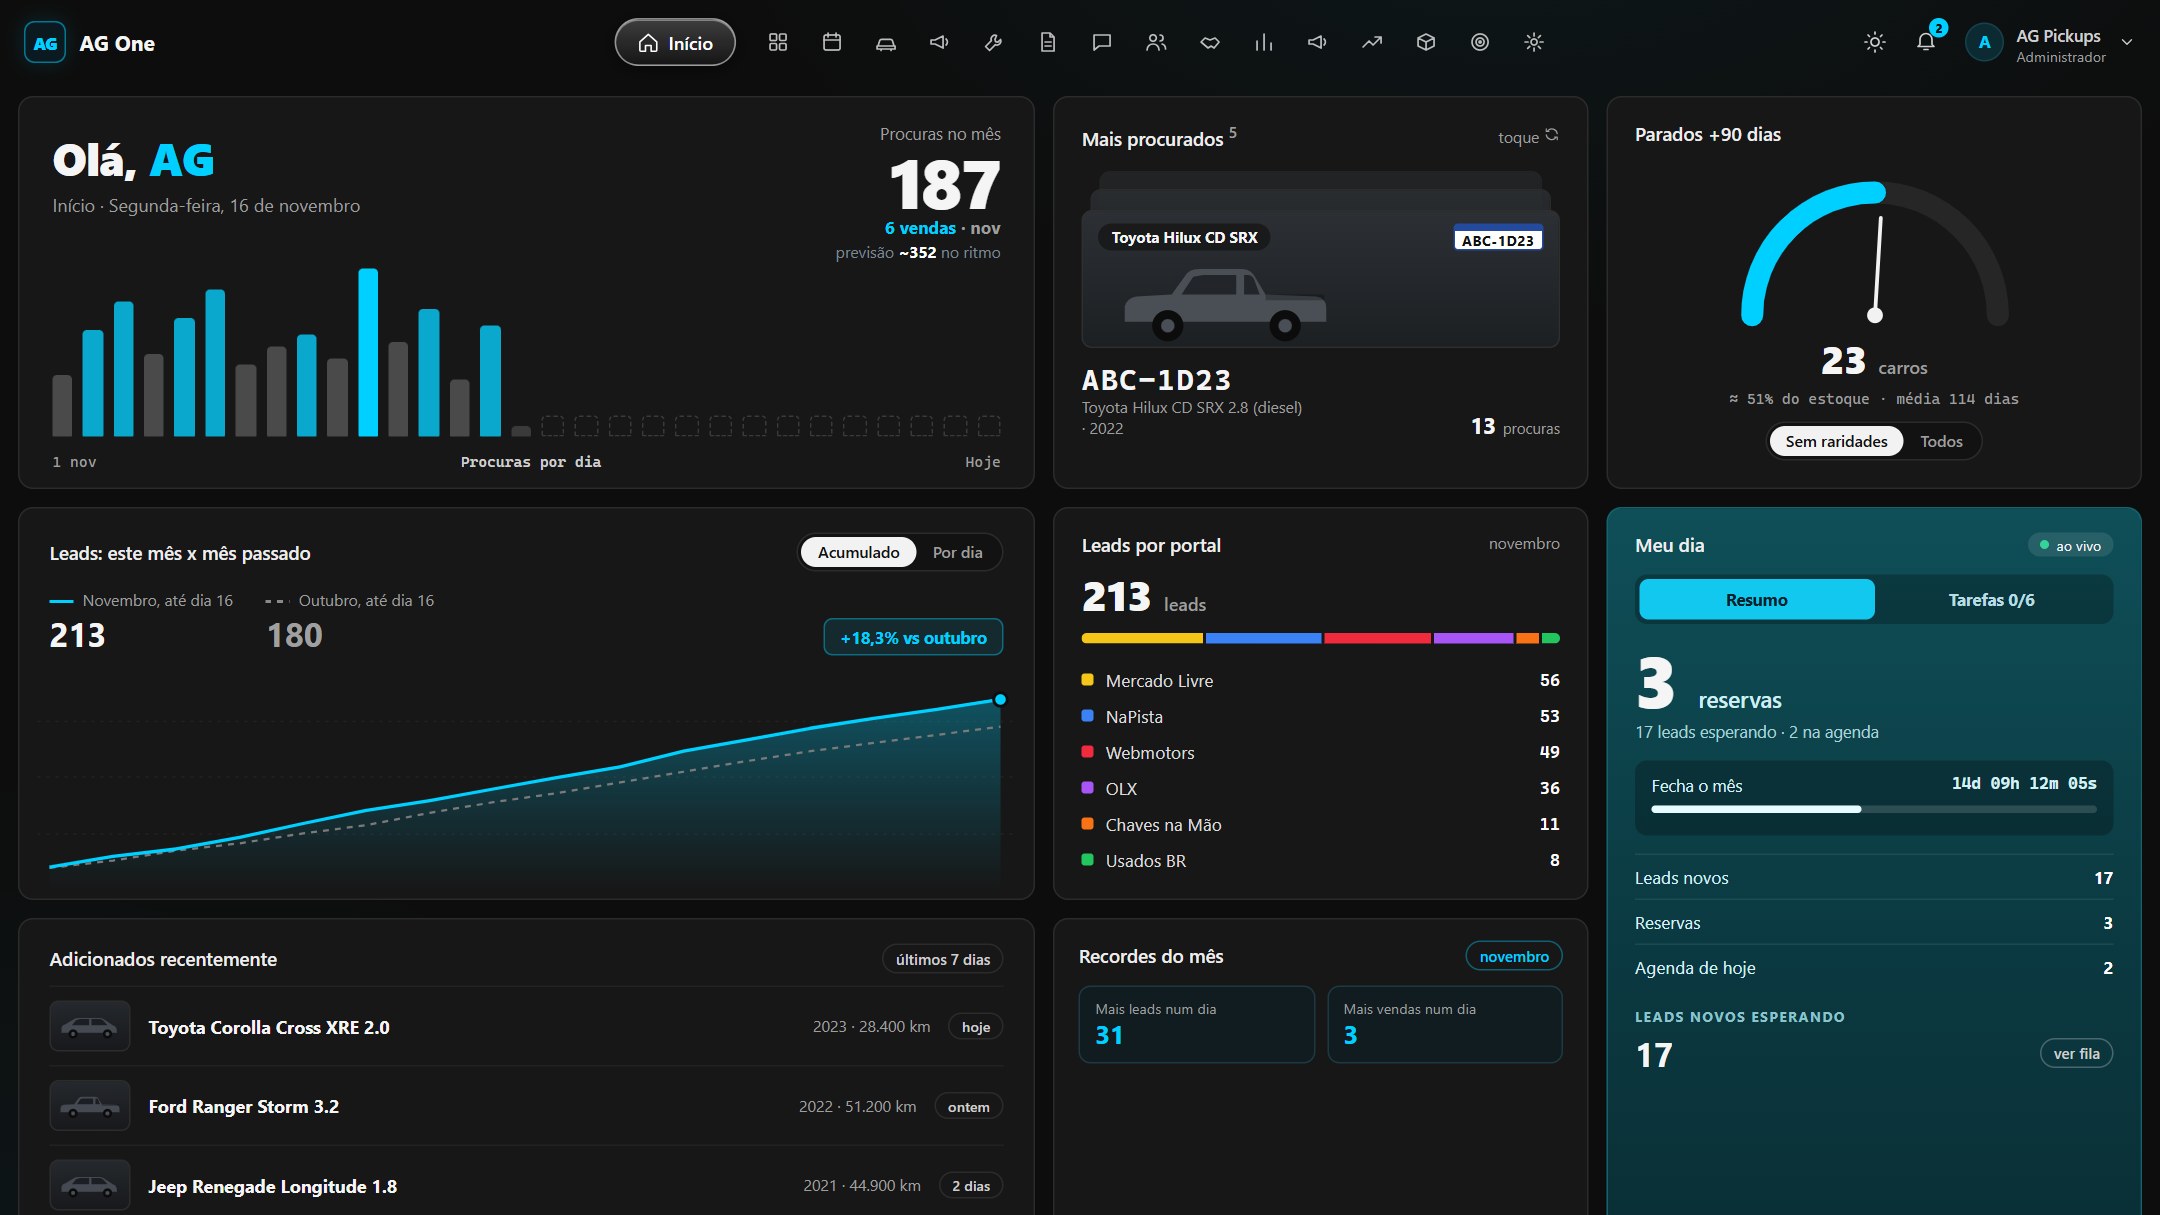 AG
AG One
Início
2
A
AG Pickups
Administrador
Olá, AG
Início · Segunda-feira, 16 de novembro
Procuras no mês
187
6 vendas · nov
previsão ~352 no ritmo
1 nov
Procuras por dia
Hoje
Mais procurados 5
toque
Toyota Hilux CD SRX
ABC-1D23
ABC-1D23
Toyota Hilux CD SRX 2.8 (diesel)
· 2022
13 procuras
Parados +90 dias
23 carros
≈ 51% do estoque · média 114 dias
Sem raridades
Todos
Leads: este mês x mês passado
Acumulado
Por dia
Novembro, até dia 16
213
Outubro, até dia 16
180
+18,3% vs outubro
Leads por portal
novembro
213 leads
Mercado Livre 56
NaPista 53
Webmotors 49
OLX 36
Chaves na Mão 11
Usados BR 8
Meu dia
ao vivo
Resumo
Tarefas 0/6
3 reservas
17 leads esperando · 2 na agenda
Fecha o mês
14d 09h 12m 05s
Leads novos 17
Reservas 3
Agenda de hoje 2
LEADS NOVOS ESPERANDO
17
ver fila
Adicionados recentemente
últimos 7 dias
Toyota Corolla Cross XRE 2.0
2023 · 28.400 km
hoje
Ford Ranger Storm 3.2
2022 · 51.200 km
ontem
Jeep Renegade Longitude 1.8
2021 · 44.900 km
2 dias
Recordes do mês
novembro
Mais leads num dia
31
Mais vendas num dia
3